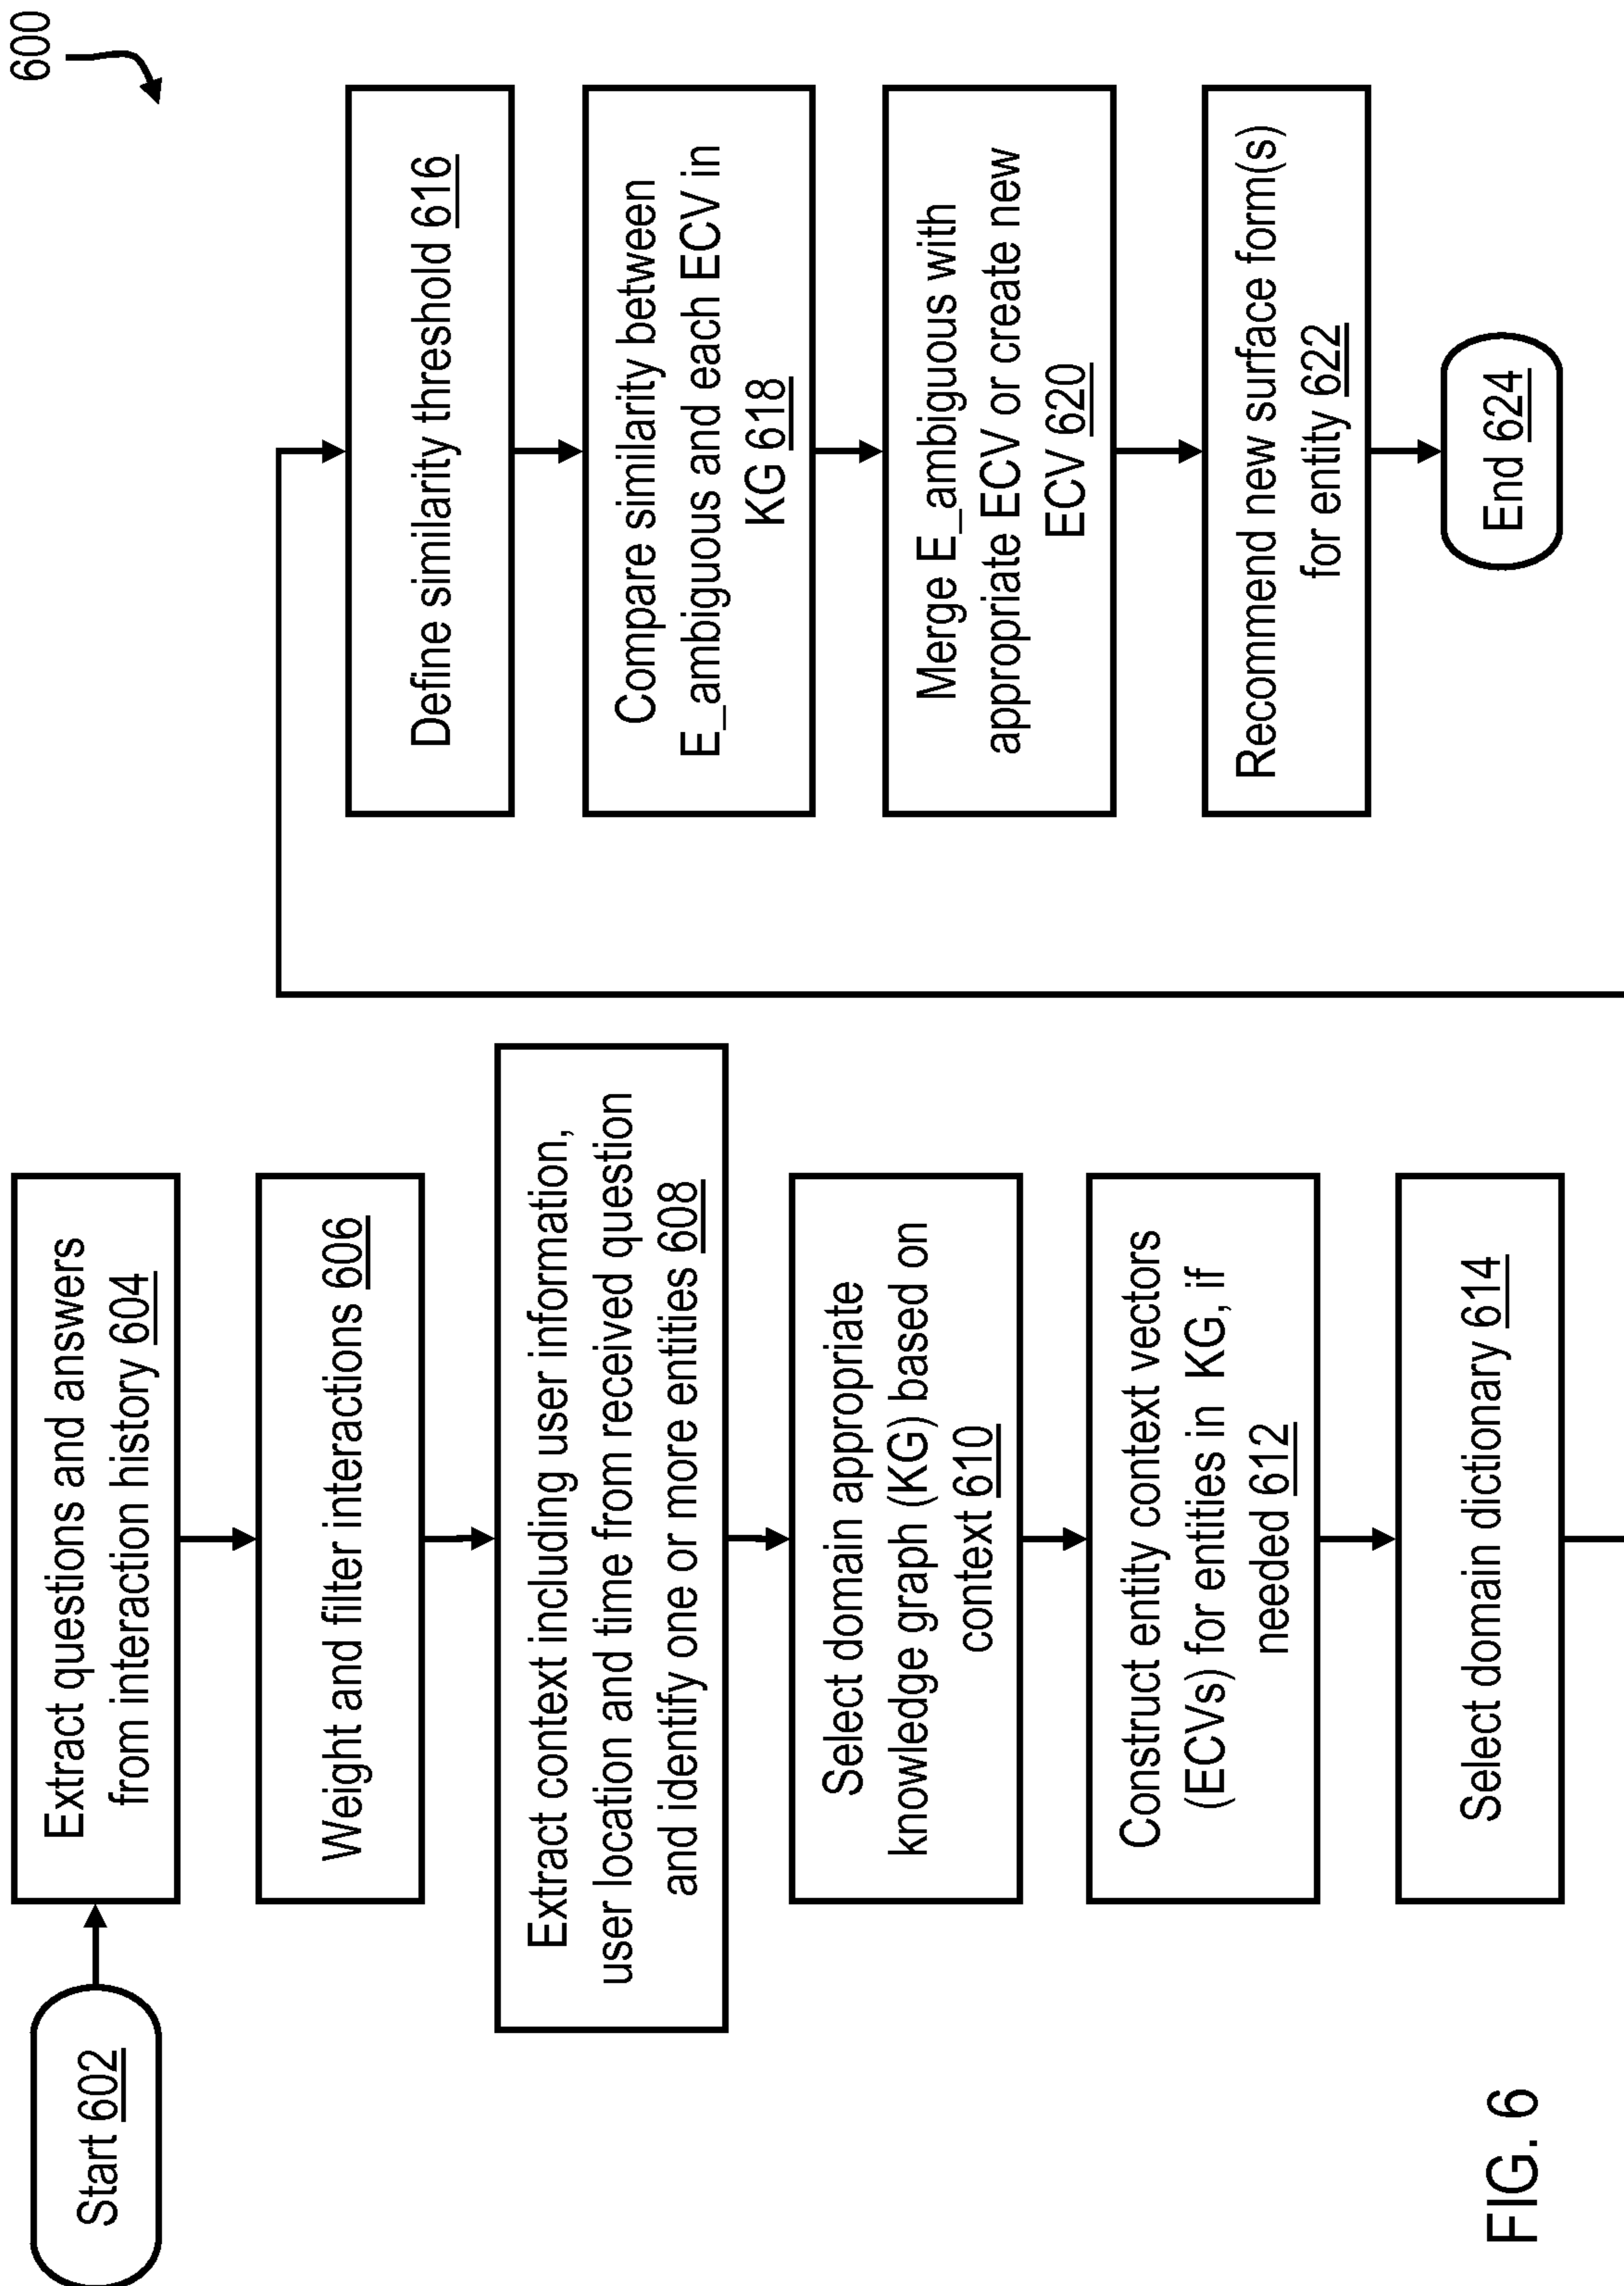 600
Start 602
Extract questions and answers
from interaction history 604
Weight and filter interactions 606
Extract context including user information,
user location and time from received question
and identify one or more entities 608
Select domain appropriate
knowledge graph (KG) based on
context 610
Construct entity context vectors
(ECVs) for entities in KG, if
needed 612
Select domain dictionary 614
Define similarity threshold 616
Compare similarity between
E_ambiguous and each ECV in
KG 618
Merge E_ambiguous with
appropriate ECV or create new
ECV 620
Recommend new surface form(s)
for entity 622
End 624
FIG. 6